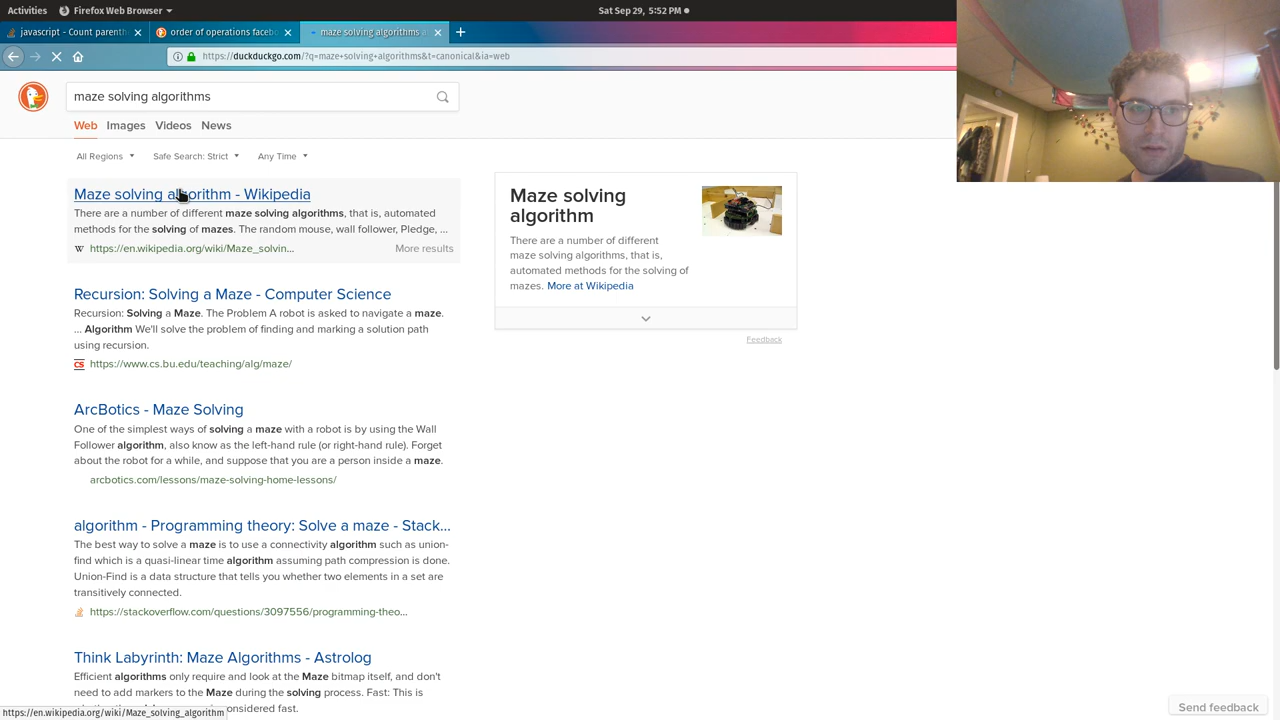 Activities
Firefox Web Browser
Sat Sep 29, 5:52 PM
javascript - Count parenth
order of operations faceb
maze solving algorithms a
https://duckduckgo.com/?q=maze+solving+algorithms&t=canonical&ia=web
maze solving algorithms
Web Images Videos News
All Regions Safe Search: Strict Any Time
Maze solving algorithm - Wikipedia
There are a number of different maze solving algorithms, that is, automated
methods for the solving of mazes. The random mouse, wall follower, Pledge, ...
W https://en.wikipedia.org/wiki/Maze_solvin... More results
Recursion: Solving a Maze - Computer Science
Recursion: Solving a Maze. The Problem A robot is asked to navigate a maze.
... Algorithm We'll solve the problem of finding and marking a solution path
using recursion.
CS https://www.cs.bu.edu/teaching/alg/maze/
ArcBotics - Maze Solving
One of the simplest ways of solving a maze with a robot is by using the Wall
Follower algorithm, also know as the left-hand rule (or right-hand rule). Forget
about the robot for a while, and suppose that you are a person inside a maze.
arcbotics.com/lessons/maze-solving-home-lessons/
algorithm - Programming theory: Solve a maze - Stack...
The best way to solve a maze is to use a connectivity algorithm such as union-
find which is a quasi-linear time algorithm assuming path compression is done.
Union-Find is a data structure that tells you whether two elements in a set are
transitively connected.
https://stackoverflow.com/questions/3097556/programming-theo...
Think Labyrinth: Maze Algorithms - Astrolog
Efficient algorithms only require and look at the Maze bitmap itself, and don't
need to add markers to the Maze during the solving process. Fast: This is
considered fast.
https://en.wikipedia.org/wiki/Maze_solving_algorithm
Maze solving
algorithm
There are a number of different
maze solving algorithms, that is,
automated methods for the solving of
mazes. More at Wikipedia
Feedback
Send feedback